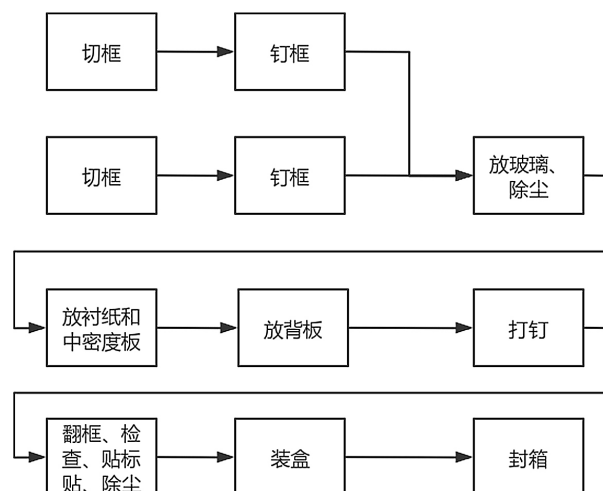 切框
钉框
切框
钉框
放玻璃、
除尘
放衬纸和
中密度板
放背板
打钉
翻框、检
查、贴标
贴、除尘
装盒
封箱